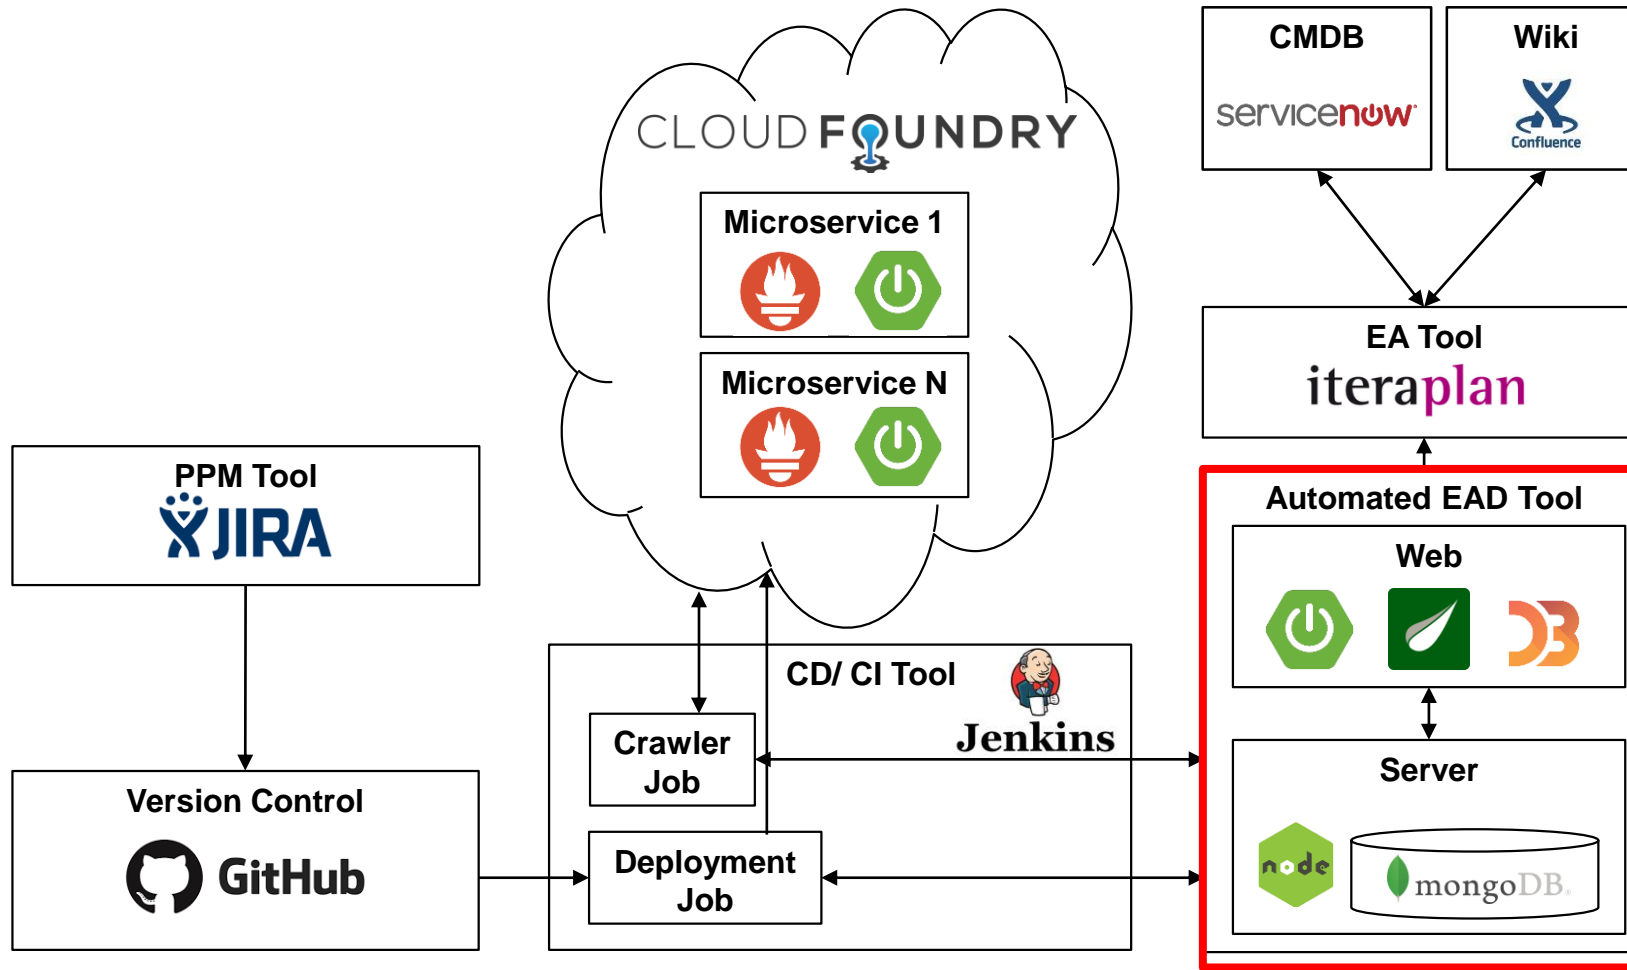 CLOUD FOUNDRY
Microservice 1
Microservice N
CMDB
servicenow
Wiki
Confluence
EA Tool
iteraplan
PPM Tool
JIRA
Version Control
GitHub
CD/ CI Tool
Jenkins
Crawler
Job
Deployment
Job
Automated EAD Tool
Web
D3
Server
node
mongoDB.